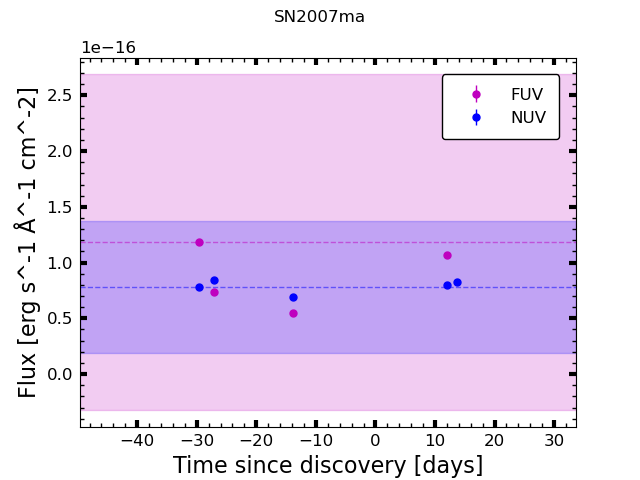 SN2007ma
1e−16
2.5
2.0
1.5
1.0
0.5
0.0
Flux [erg s^-1 Å^-1 cm^-2]
FUV
NUV
−40 −30 −20 −10 0 10 20 30
Time since discovery [days]